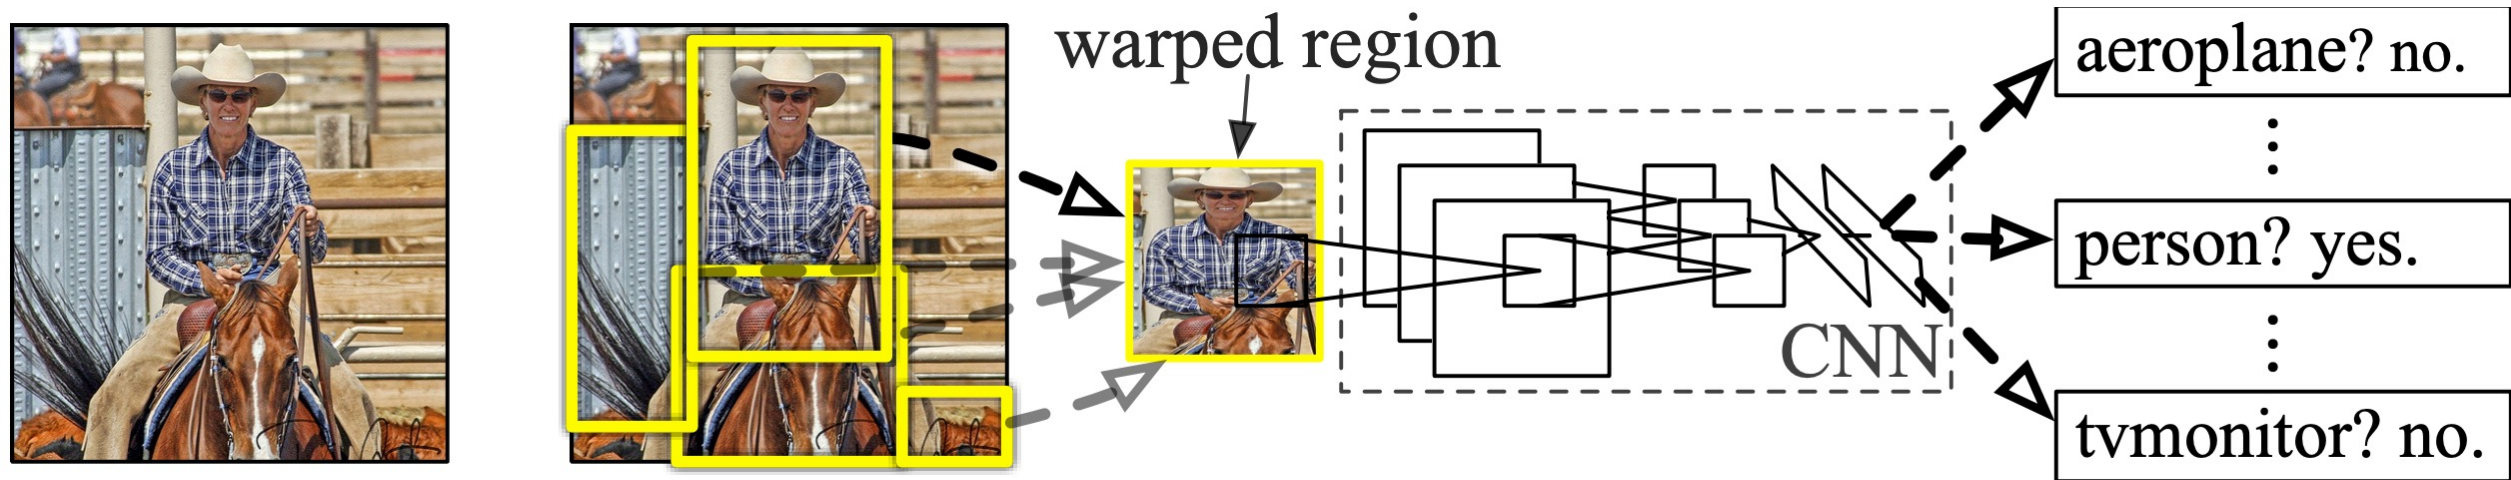 warped region
CNN
aeroplane? no.
person? yes.
tvmonitor? no.